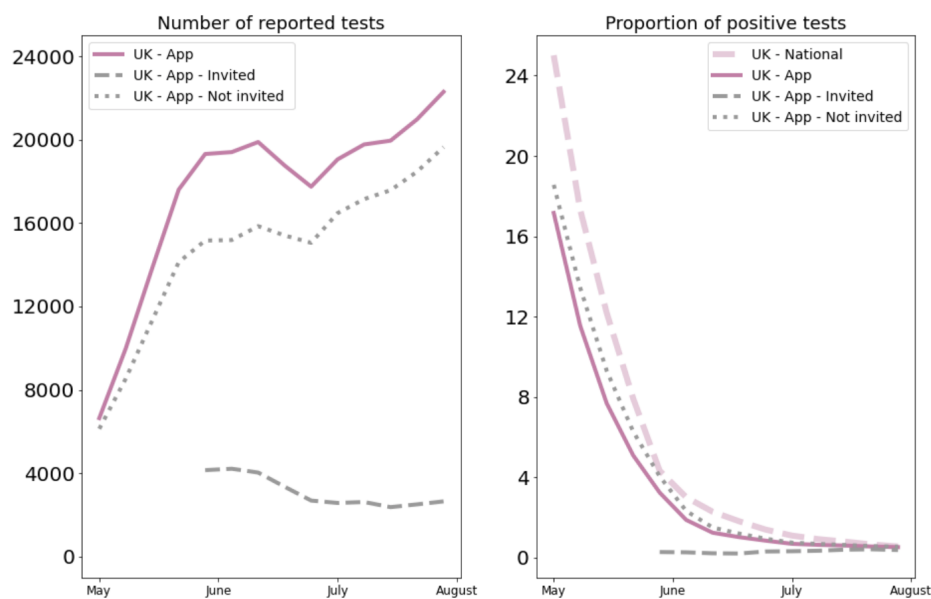 Number of reported tests
24000
20000
16000
12000
8000
4000
0
UK - App
UK - App - Invited
UK - App - Not invited
May June July August
Proportion of positive tests
24
20
16
12
8
4
0
UK - National
UK - App
UK - App - Invited
UK - App - Not invited
May June July August